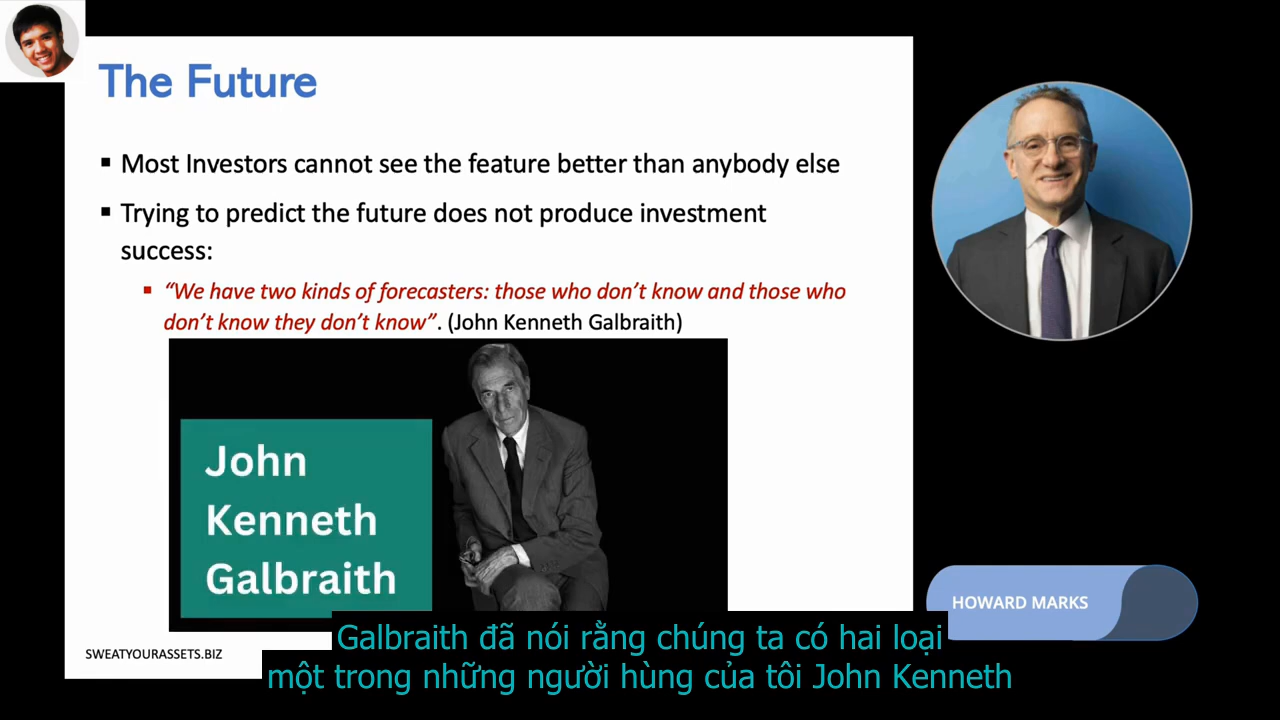 The Future
▪ Most Investors cannot see the feature better than anybody else
▪ Trying to predict the future does not produce investment
success:
▪ “We have two kinds of forecasters: those who don’t know and those who
don’t know they don’t know”. (John Kenneth Galbraith)
John
Kenneth
Galbraith
HOWARD MARKS
SWEATYOURASSETS.BIZ
Galbraith đã nói rằng chúng ta có hai loại
một trong những người hùng của tôi John Kenneth